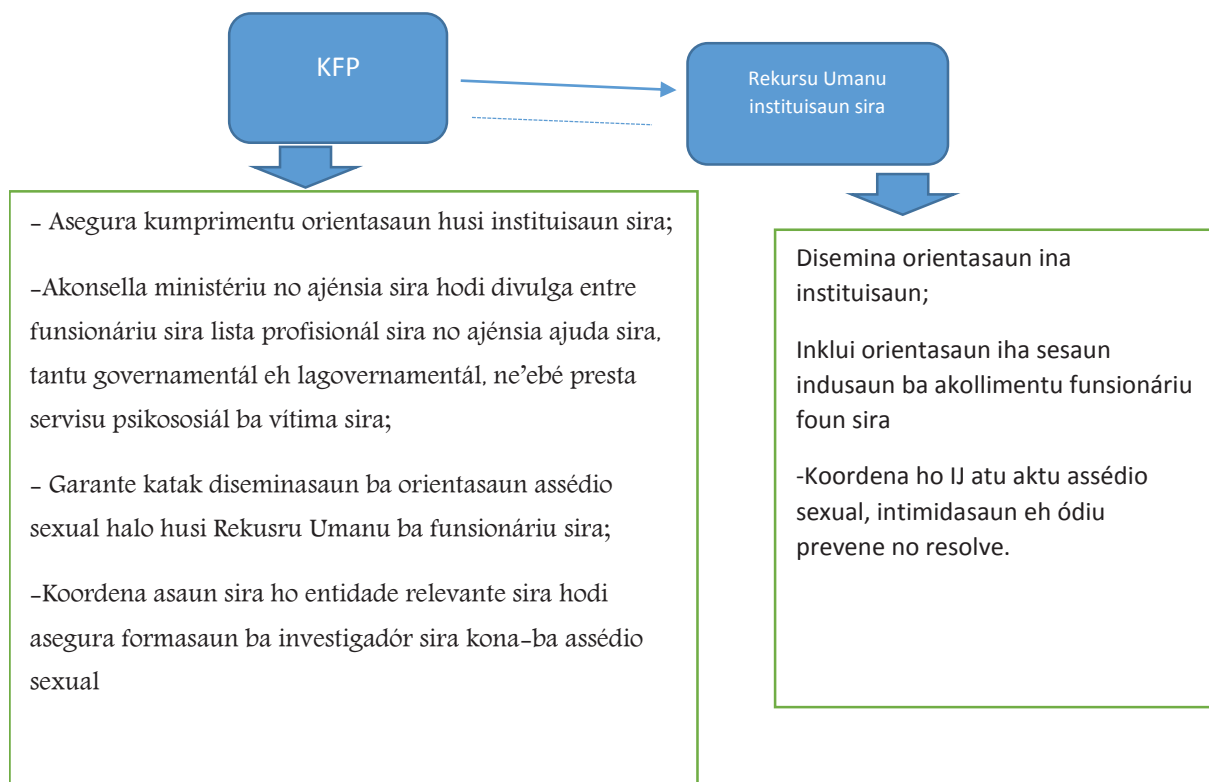 KFP
Rekursu Umanu
instituisaun sira
- Asegura kumprimentu orientasaun husi instituisaun sira;
-Akonsella ministériu no ajénsia sira hodi divulga entre
funsionáriu sira lista profisionál sira no ajénsia ajuda sira,
tantu governamentál eh lagovernamentál, ne'ebé presta
servisu psikososiál ba vítima sira;
- Garante katak diseminasaun ba orientasaun assédio
sexual halo husi Rekusru Umanu ba funsionáriu sira;
-Koordena asaun sira ho entidade relevante sira hodi
asegura formasaun ba investigadór sira kona-ba assédio
sexual
Disemina orientasaun ina
instituisaun;
Inklui orientasaun iha sesaun
indusaun ba akollimentu funsionáriu
foun sira
-Koordena ho IJ atu aktu assédio
sexual, intimidasaun eh ódiu
prevene no resolve.